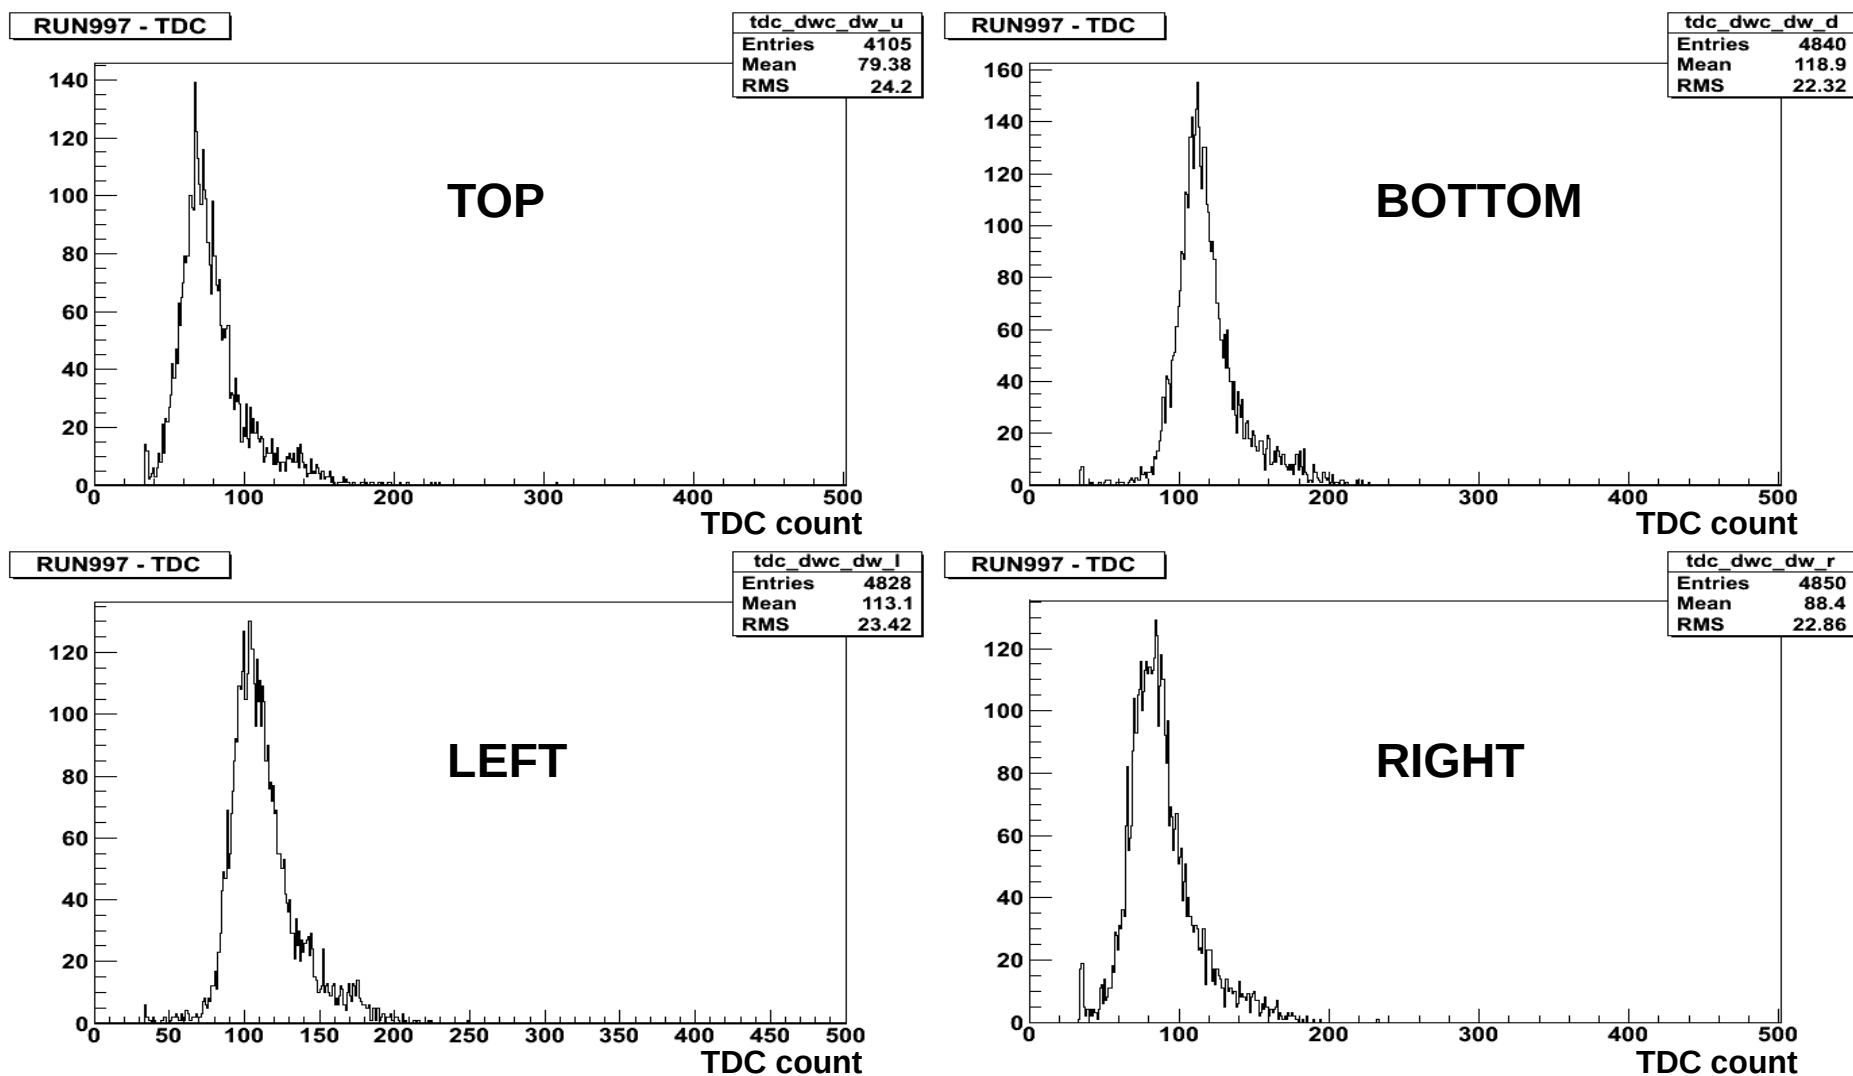 RUN997 - TDC
tdc_dwc_dw_u
Entries 4105
Mean 79.38
RMS 24.2
140
120
100
80
60
40
20
0
TOP
0 100 200 300 400 500
TDC count
RUN997 - TDC
tdc_dwc_dw_d
Entries 4840
Mean 118.9
RMS 22.32
160
140
120
100
80
60
40
20
0
BOTTOM
0 100 200 300 400 500
TDC count
RUN997 - TDC
tdc_dwc_dw_l
Entries 4828
Mean 113.1
RMS 23.42
120
100
80
60
40
20
0
LEFT
0 50 100 150 200 250 300 350 400 450 500
TDC count
RUN997 - TDC
tdc_dwc_dw_r
Entries 4850
Mean 88.4
RMS 22.86
120
100
80
60
40
20
0
RIGHT
0 100 200 300 400 500
TDC count